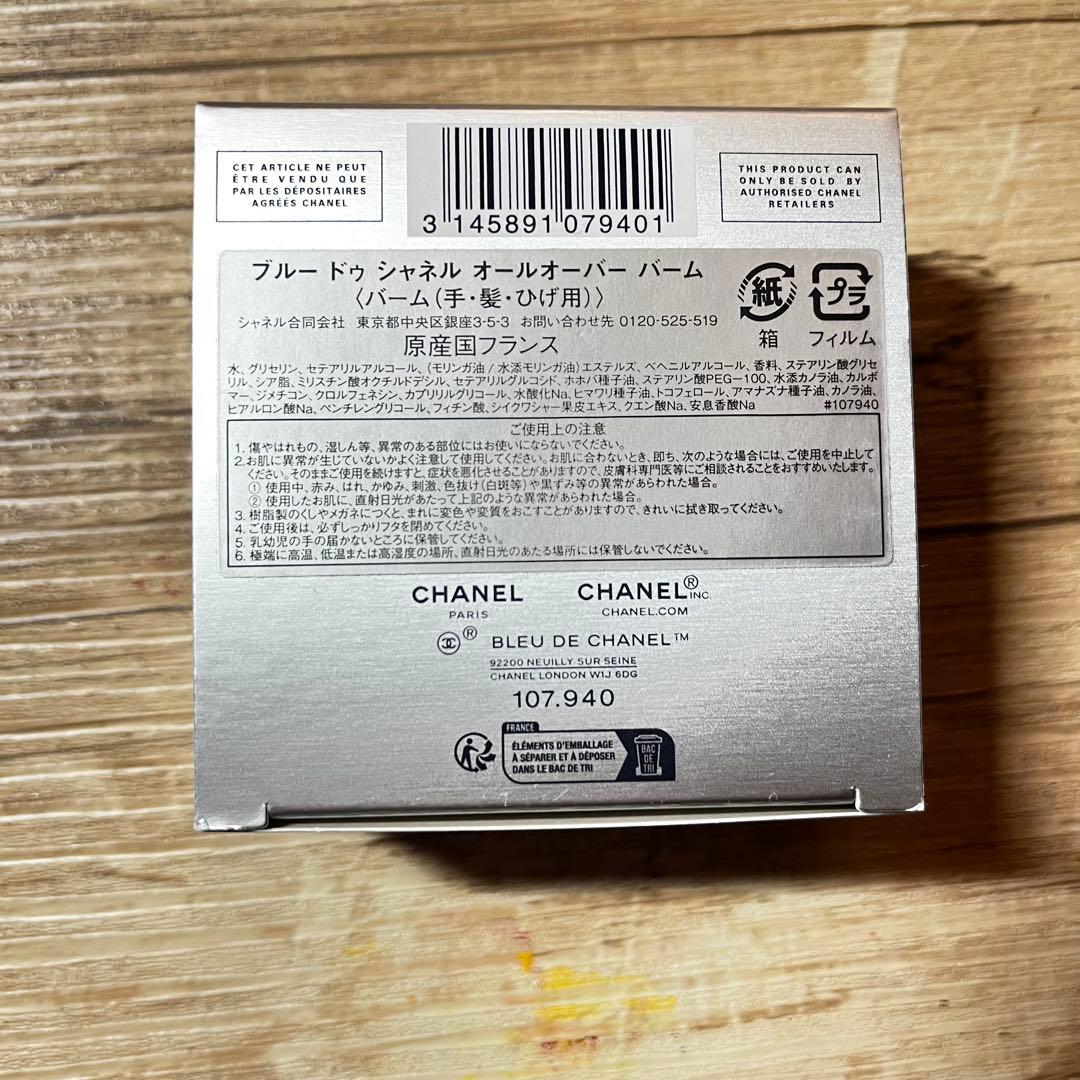 CET ARTICLE NE PEUT
ÊTRE VENDU QUE
PAR LES DÉPOSITAIRES
AGRÉÉS CHANEL
3 145891 079401
THIS PRODUCT CAN
ONLY BE SOLD BY
AUTHORISED CHANEL
RETAILERS
ブルー ドゥ シャネル オールオーバー バーム
〈バーム(手・髪・ひげ用)〉
シャネル合同会社 東京都中央区銀座3-5-3 お問い合わせ先 0120-525-519
原産国フランス
紙
箱
プラ
フィルム
水、グリセリン、セテアリルアルコール、(モリンガ油/水添モリンガ油)エステルズ、ベヘニルアルコール、香料、ステアリン酸グリセ
リル、シア脂、ミリスチン酸オクチルドデシル、セテアリルグルコシド、ホホバ種子油、ステアリン酸PEG-100、水添カノラ油、カルボ
マー、ジメチコン、クロルフェネシン、カプリリルグリコール、水酸化Na、ヒマワリ種子油、トコフェロール、アマナズナ種子油、カノラ油、
ヒアルロン酸Na、ペンチレングリコール、フィチン酸、シイクワシャー果皮エキス、クエン酸Na、安息香酸Na #107940
ご使用上の注意
1. 傷やはれもの、湿しん等、異常のある部位にはお使いにならないでください。
2. お肌に異常が生じていないかよく注意して使用してください。お肌に合わないとき、即ち、次のような場合には、ご使用を中止して
ください。そのままご使用を続けますと、症状を悪化させることがありますので、皮膚科専門医等にご相談されることをおすすめいたします。
① 使用中、赤み、はれ、かゆみ、刺激、色抜け(白斑等)や黒ずみ等の異常があらわれた場合。
② 使用したお肌に、直射日光があたって上記のような異常があらわれた場合。
3. 樹脂製のくしやメガネにつくと、まれに変色や変質をおこすことがありますので、きれいに拭き取ってください。
4. ご使用後は、必ずしっかりフタを閉めてください。
5. 乳幼児の手の届かないところに保管してください。
6. 極端に高温、低温または高湿度の場所、直射日光のあたる場所には保管しないでください。
CHANEL
PARIS
CHANEL® INC.
CHANEL.COM
® BLEU DE CHANEL™
92200 NEUILLY SUR SEINE
CHANEL LONDON W1J 6DG
107.940
FRANCE
ÉLÉMENTS D'EMBALLAGE
À SÉPARER ET À DÉPOSER
DANS LE BAC DE TRI
BAC
DE
TRI